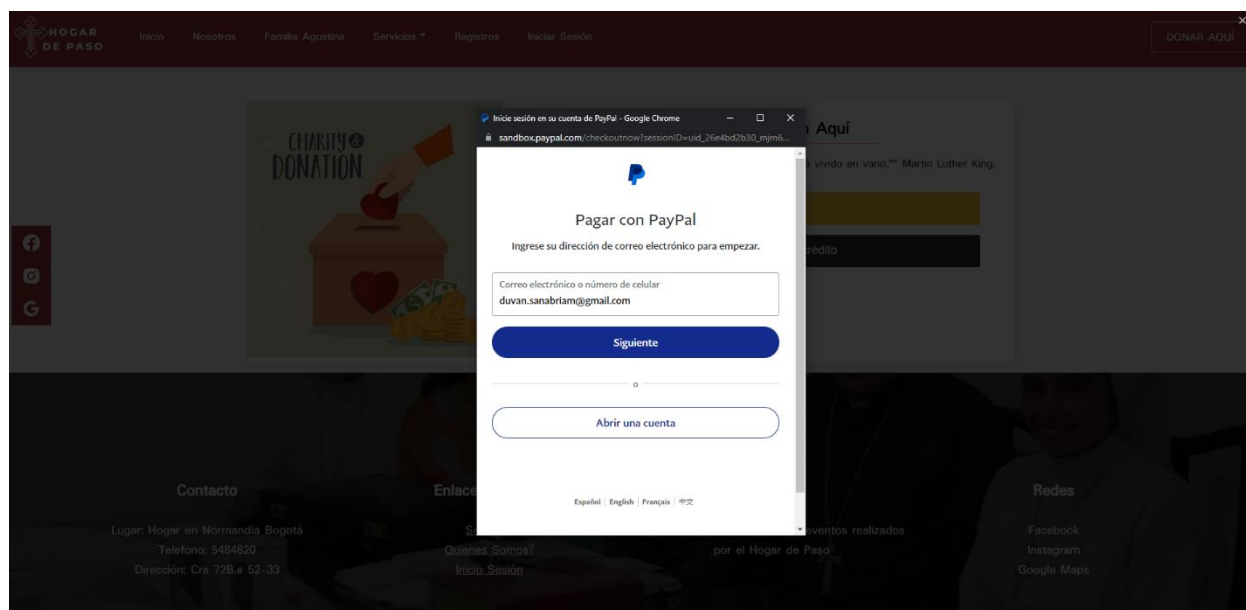 HOGAR
DE PASO
Inicio
Nosotros
Familia Agustina
Servicios
Registros
Iniciar Sesión
DONAR AQUÍ
CHARITY &
DONATION
Inicie sesión en su cuenta de PayPal - Google Chrome
sandbox.paypal.com/checkoutnow?sessionID=uid_26e4bd2b30_mjm6...
Pagar con PayPal
Ingrese su dirección de correo electrónico para empezar.
Correo electrónico o número de celular
duvan.sanabriam@gmail.com
Siguiente
o
Abrir una cuenta
Español | English | Français | 中文
Aquí
vivido en vano."" Martin Luther King.
Contacto
Lugar: Hogar en Normandía Bogotá
Telefono: 5484820
Dirección: Cra 72B.a 52-33
Enlace
Quienes Somos?
Inicio Sesión
eventos realizados
por el Hogar de Paso
Redes
Facebook
Instagram
Google Maps